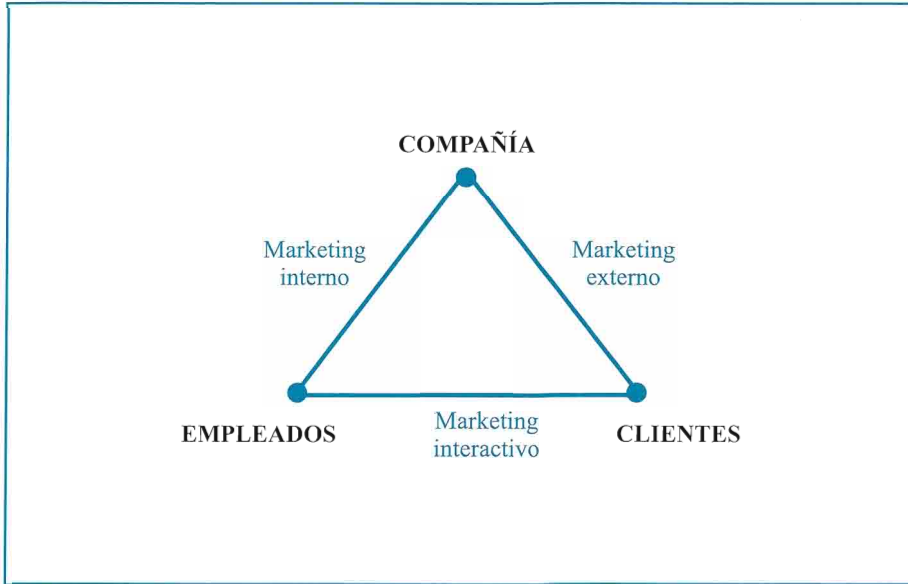 COMPAÑÍA
Marketing
interno
Marketing
externo
EMPLEADOS
Marketing
interactivo
CLIENTES